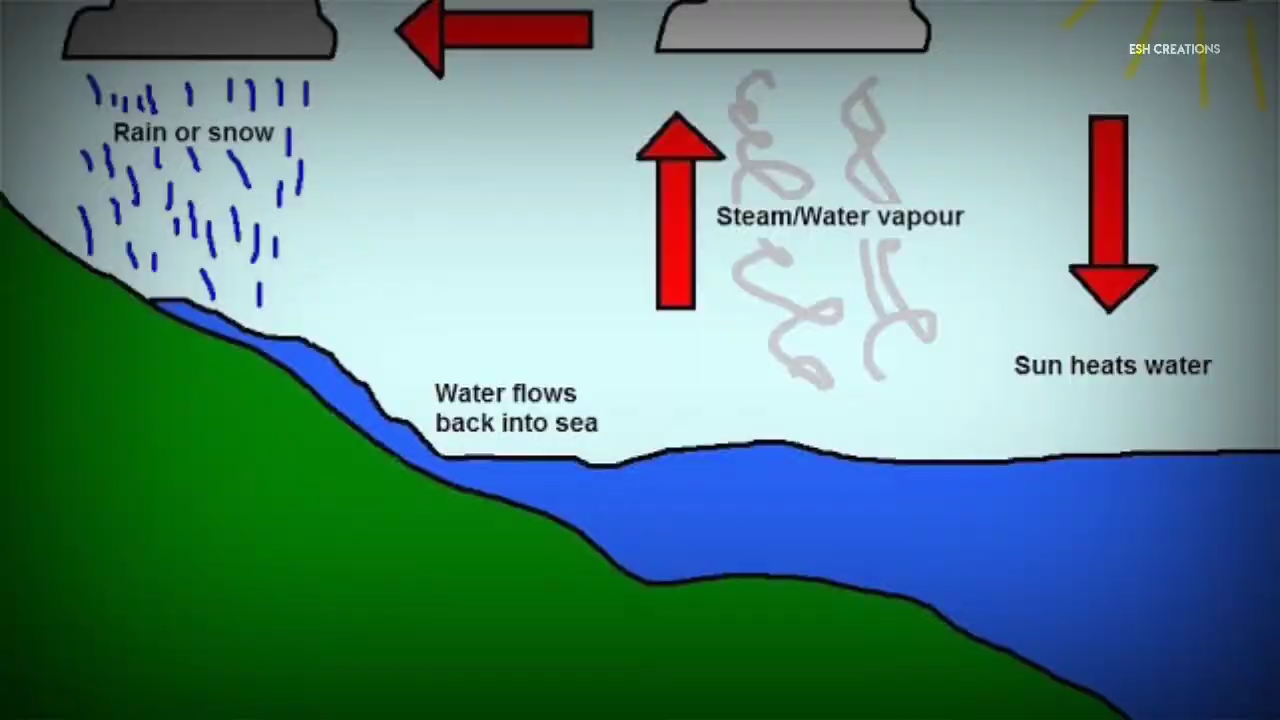 ESH CREATIONS
Rain or snow
Steam/Water vapour
Sun heats water
Water flows
back into sea